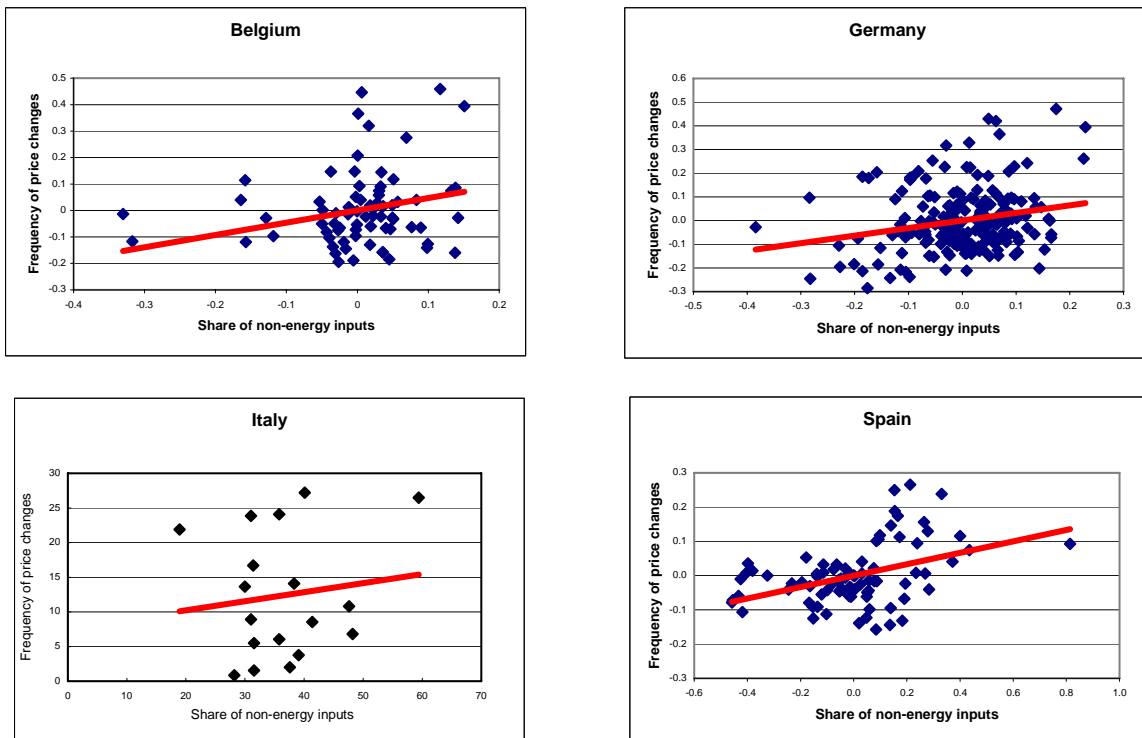 Belgium
Frequency of price changes
0.5
0.4
0.3
0.2
0.1
0
-0.1
-0.2
-0.3
-0.4 -0.3 -0.2 -0.1 0 0.1 0.2
Share of non-energy inputs
Germany
Frequency of price changes
0.6
0.5
0.4
0.3
0.2
0.1
0.0
-0.1
-0.2
-0.3
-0.5 -0.4 -0.3 -0.2 -0.1 0.0 0.1 0.2 0.3
Share of non-energy inputs
Italy
Frequency of price changes
30
25
20
15
10
5
0
0 10 20 30 40 50 60 70
Share of non-energy inputs
Spain
Frequency of price changes
0.3
0.2
0.1
0.0
-0.1
-0.2
-0.3
-0.6 -0.4 -0.2 0.0 0.2 0.4 0.6 0.8 1.0
Share of non-energy inputs